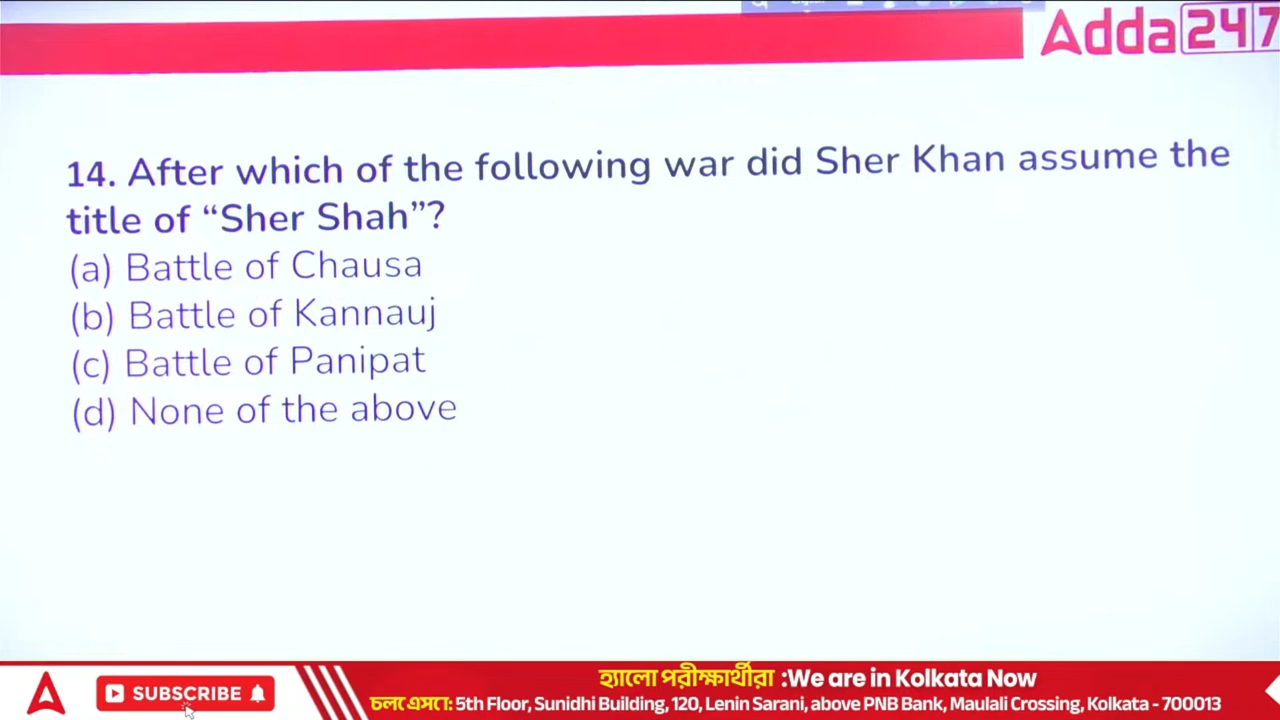 Adda247
14. After which of the following war did Sher Khan assume the
title of “Sher Shah”?
(a) Battle of Chausa
(b) Battle of Kannauj
(c) Battle of Panipat
(d) None of the above
SUBSCRIBE
হ্যালো পরীক্ষার্থীরা :We are in Kolkata Now
চলে এসো: 5th Floor, Sunidhi Building, 120, Lenin Sarani, above PNB Bank, Maulali Crossing, Kolkata - 700013